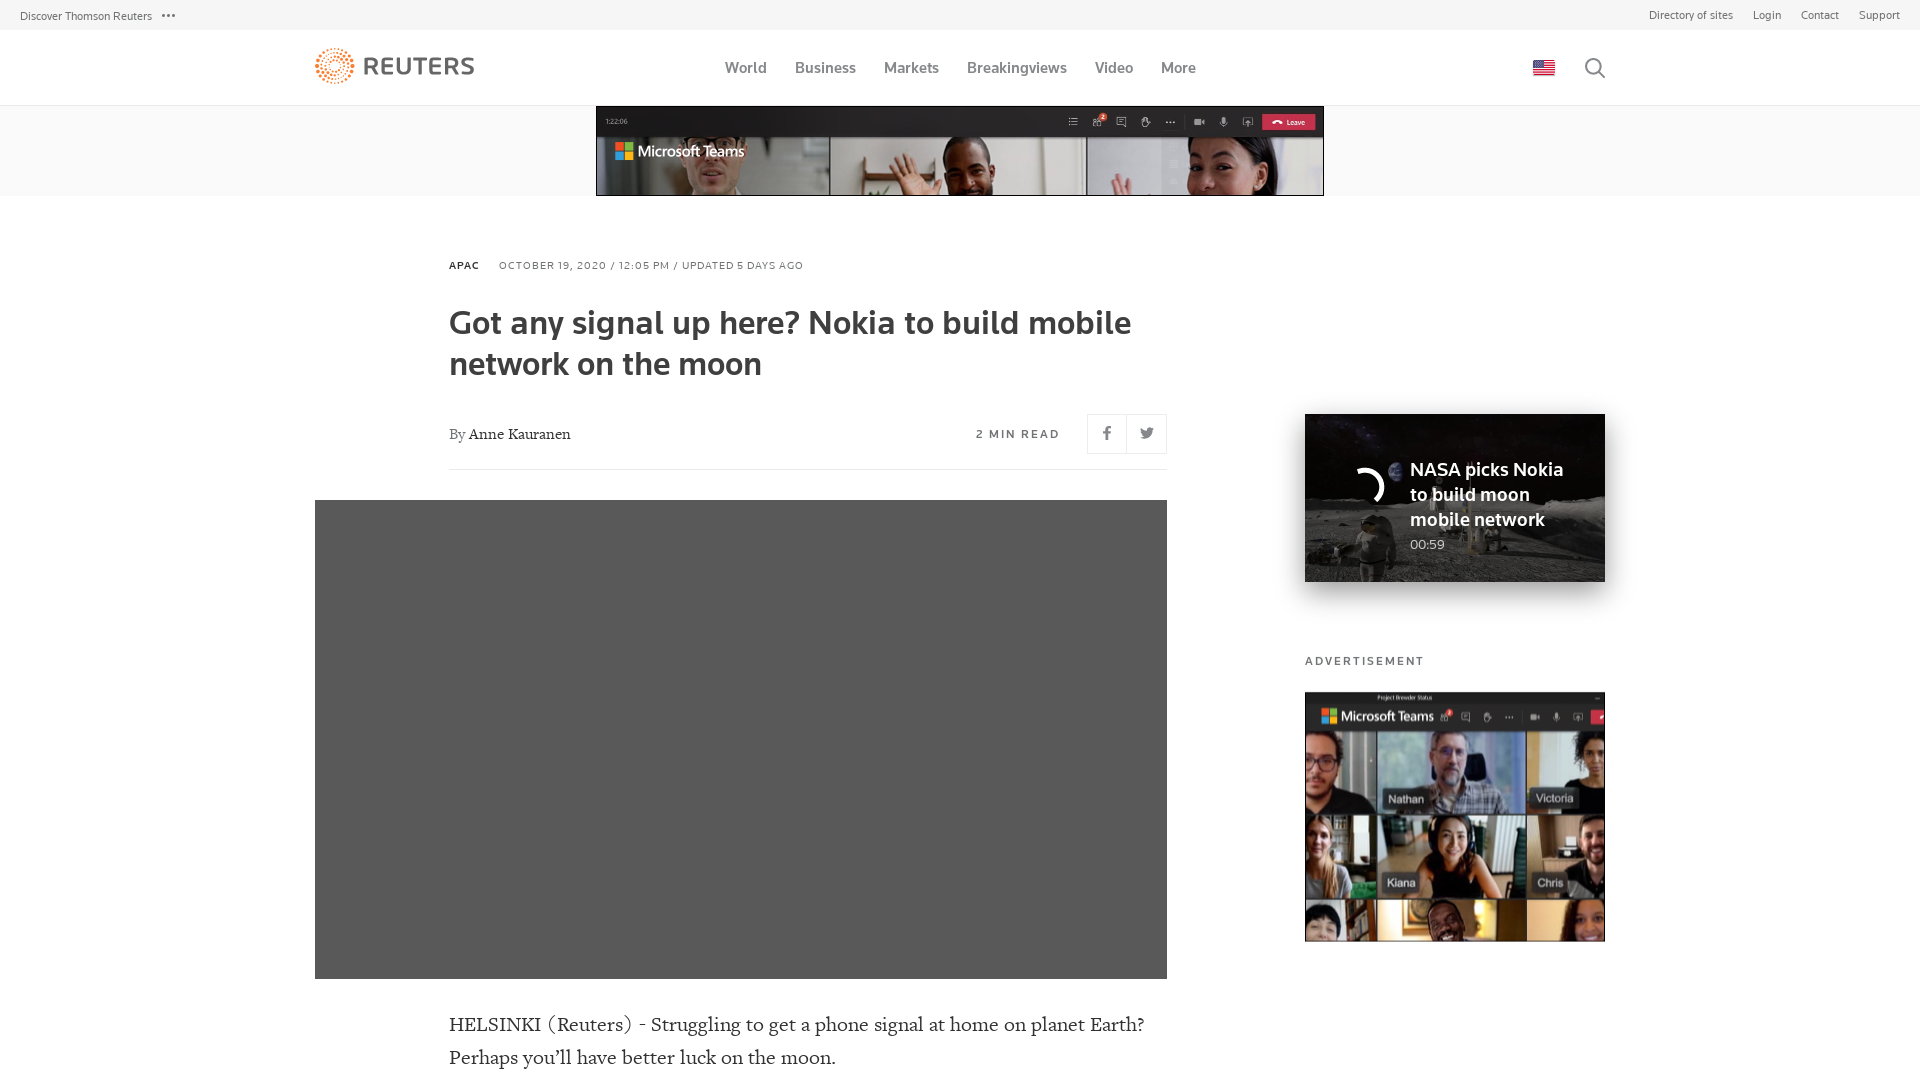 Discover Thomson Reuters
Directory of sites
Login
Contact
Support
REUTERS
World
Business
Markets
Breakingviews
Video
More
1:22:06
2
Leave
Microsoft Teams
APAC
OCTOBER 19, 2020 / 12:05 PM / UPDATED 5 DAYS AGO
Got any signal up here? Nokia to build mobile
network on the moon
By Anne Kauranen
2 MIN READ
NASA picks Nokia
to build moon
mobile network
00:59
ADVERTISEMENT
Project Brewder Status
Microsoft Teams
Nathan
Victoria
Kiana
Chris
HELSINKI (Reuters) - Struggling to get a phone signal at home on planet Earth?
Perhaps you’ll have better luck on the moon.